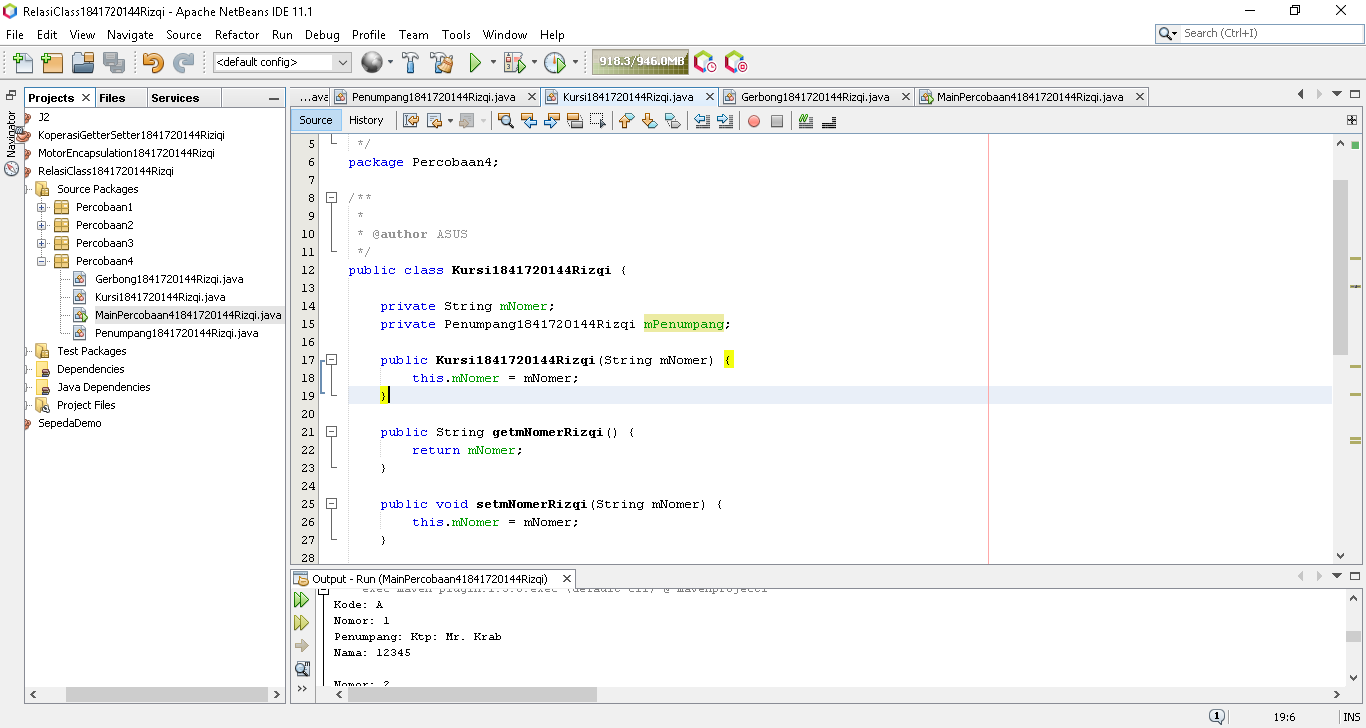 RelasiClass1841720144Rizqi - Apache NetBeans IDE 11.1
File Edit View Navigate Source Refactor Run Debug Profile Team Tools Window Help
Search (Ctrl+I)
<default config>
918.3/946.0MB
Projects Files Services
...ava Penumpang1841720144Rizqi.java Kursi1841720144Rizqi.java Gerbong1841720144Rizqi.java MainPercobaan41841720144Rizqi.java
Navigator
J2
KoperasiGetterSetter1841720144Riziqi
MotorEncapsulation1841720144Rizqi
RelasiClass1841720144Rizqi
Source Packages
Percobaan1
Percobaan2
Percobaan3
Percobaan4
Gerbong1841720144Rizqi.java
Kursi1841720144Rizqi.java
MainPercobaan41841720144Rizqi.java
Penumpang1841720144Rizqi.java
Test Packages
Dependencies
Java Dependencies
Project Files
SepedaDemo
Source History
5 */
6 package Percobaan4;
7
8 /**
9 *
10 * @author ASUS
11 */
12 public class Kursi1841720144Rizqi {
13
14 private String mNomer;
15 private Penumpang1841720144Rizqi mPenumpang;
16
17 public Kursi1841720144Rizqi(String mNomer) {
18 this.mNomer = mNomer;
19 }
20
21 public String getmNomerRizqi() {
22 return mNomer;
23 }
24
25 public void setmNomerRizqi(String mNomer) {
26 this.mNomer = mNomer;
27 }
28
Output - Run (MainPercobaan41841720144Rizqi)
Kode: A
Nomor: 1
Penumpang: Ktp: Mr. Krab
Nama: 12345
Nomor: 2
1 19:6 INS